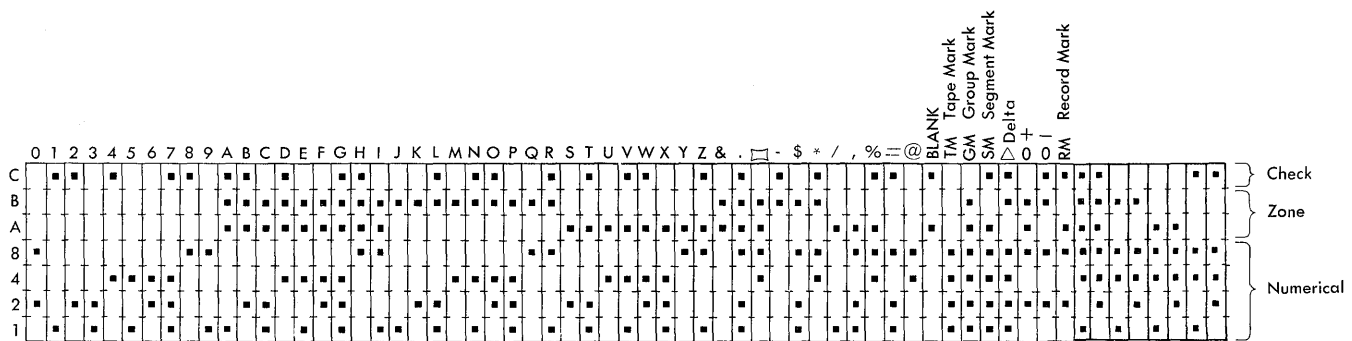 0 1 2 3 4 5 6 7 8 9 A B C D E F G H I J K L M N O P Q R S T U V W X Y Z & . ⌑ - $ * / , % = @ BLANK TM Tape Mark GM Group Mark SM Segment Mark △ Delta 0 + 0 – RM Record Mark
C Check
B
Zone
A
8
4
Numerical
2
1